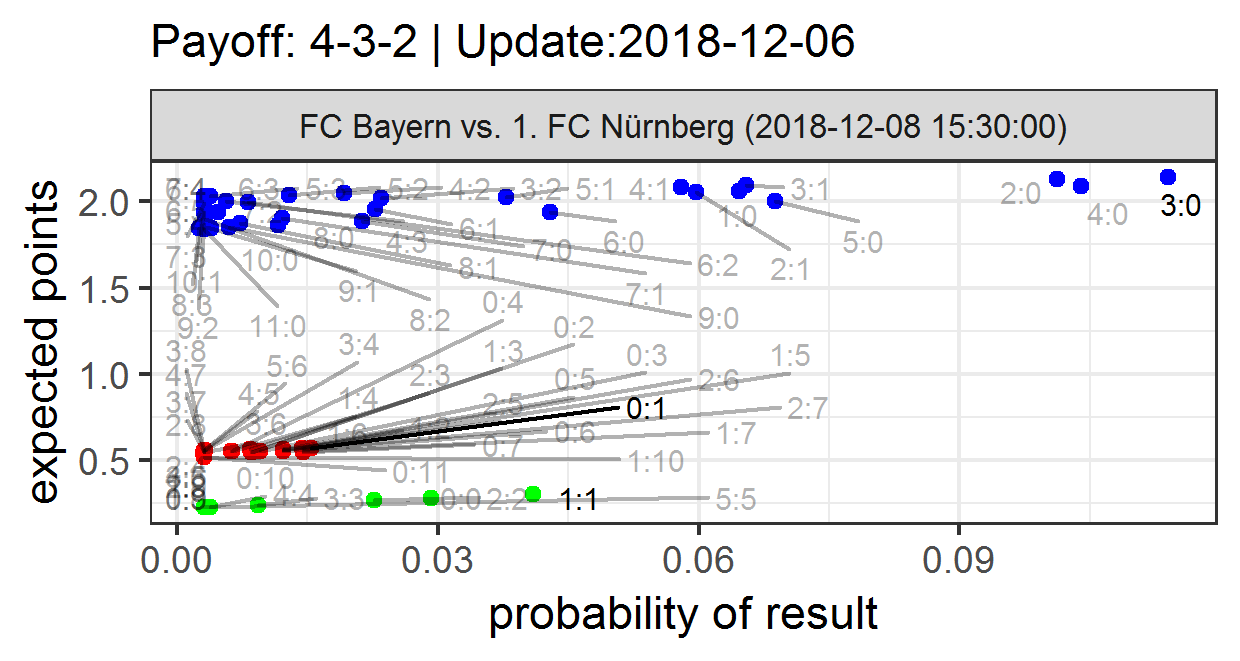 Payoff: 4-3-2 | Update:2018-12-06
FC Bayern vs. 1. FC Nürnberg (2018-12-08 15:30:00)
expected points
2.0
1.5
1.0
0.5
7:4 6:3 5:3 5:2 4:2 3:2 5:1 4:1 3:1 2:0 4:0 3:0
1:0
8:0 4:3 6:1 7:0 6:0 5:0
7:3 10:0 8:1 6:2 2:1
10:1 9:1 7:1
8:3 8:2 0:4 9:0
9:2 11:0 0:2
3:8 3:4 1:3 0:3 1:5
4:7 5:6 2:3 0:5 2:6
3:7 4:5 1:4 2:5 0:1 2:7
3:6 1:6 0:6 1:7
0:7
0:10 0:11 1:10
4:4 3:3 0:0 2:2 1:1 5:5
0.00 0.03 0.06 0.09
probability of result